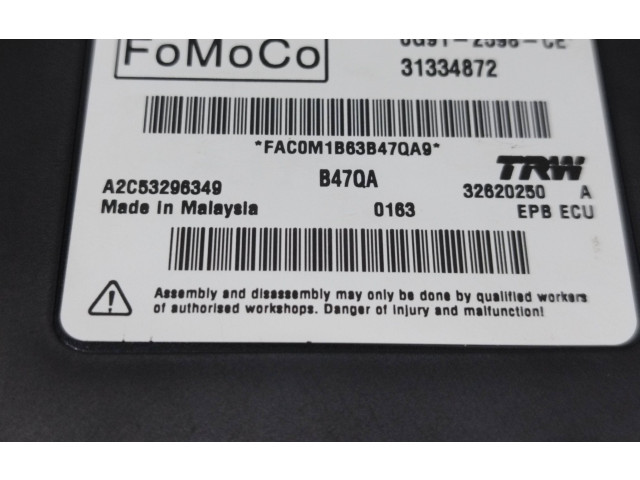 FoMoCo
31334872
*FAC0M1B63B47QA9*
TRW
A2C53296349 B47QA 32620250 A
Made in Malaysia 0163 EPB ECU
Assembly and disassembly may only be done by qualified workers
of authorised workshops. Danger of injury and malfunction!